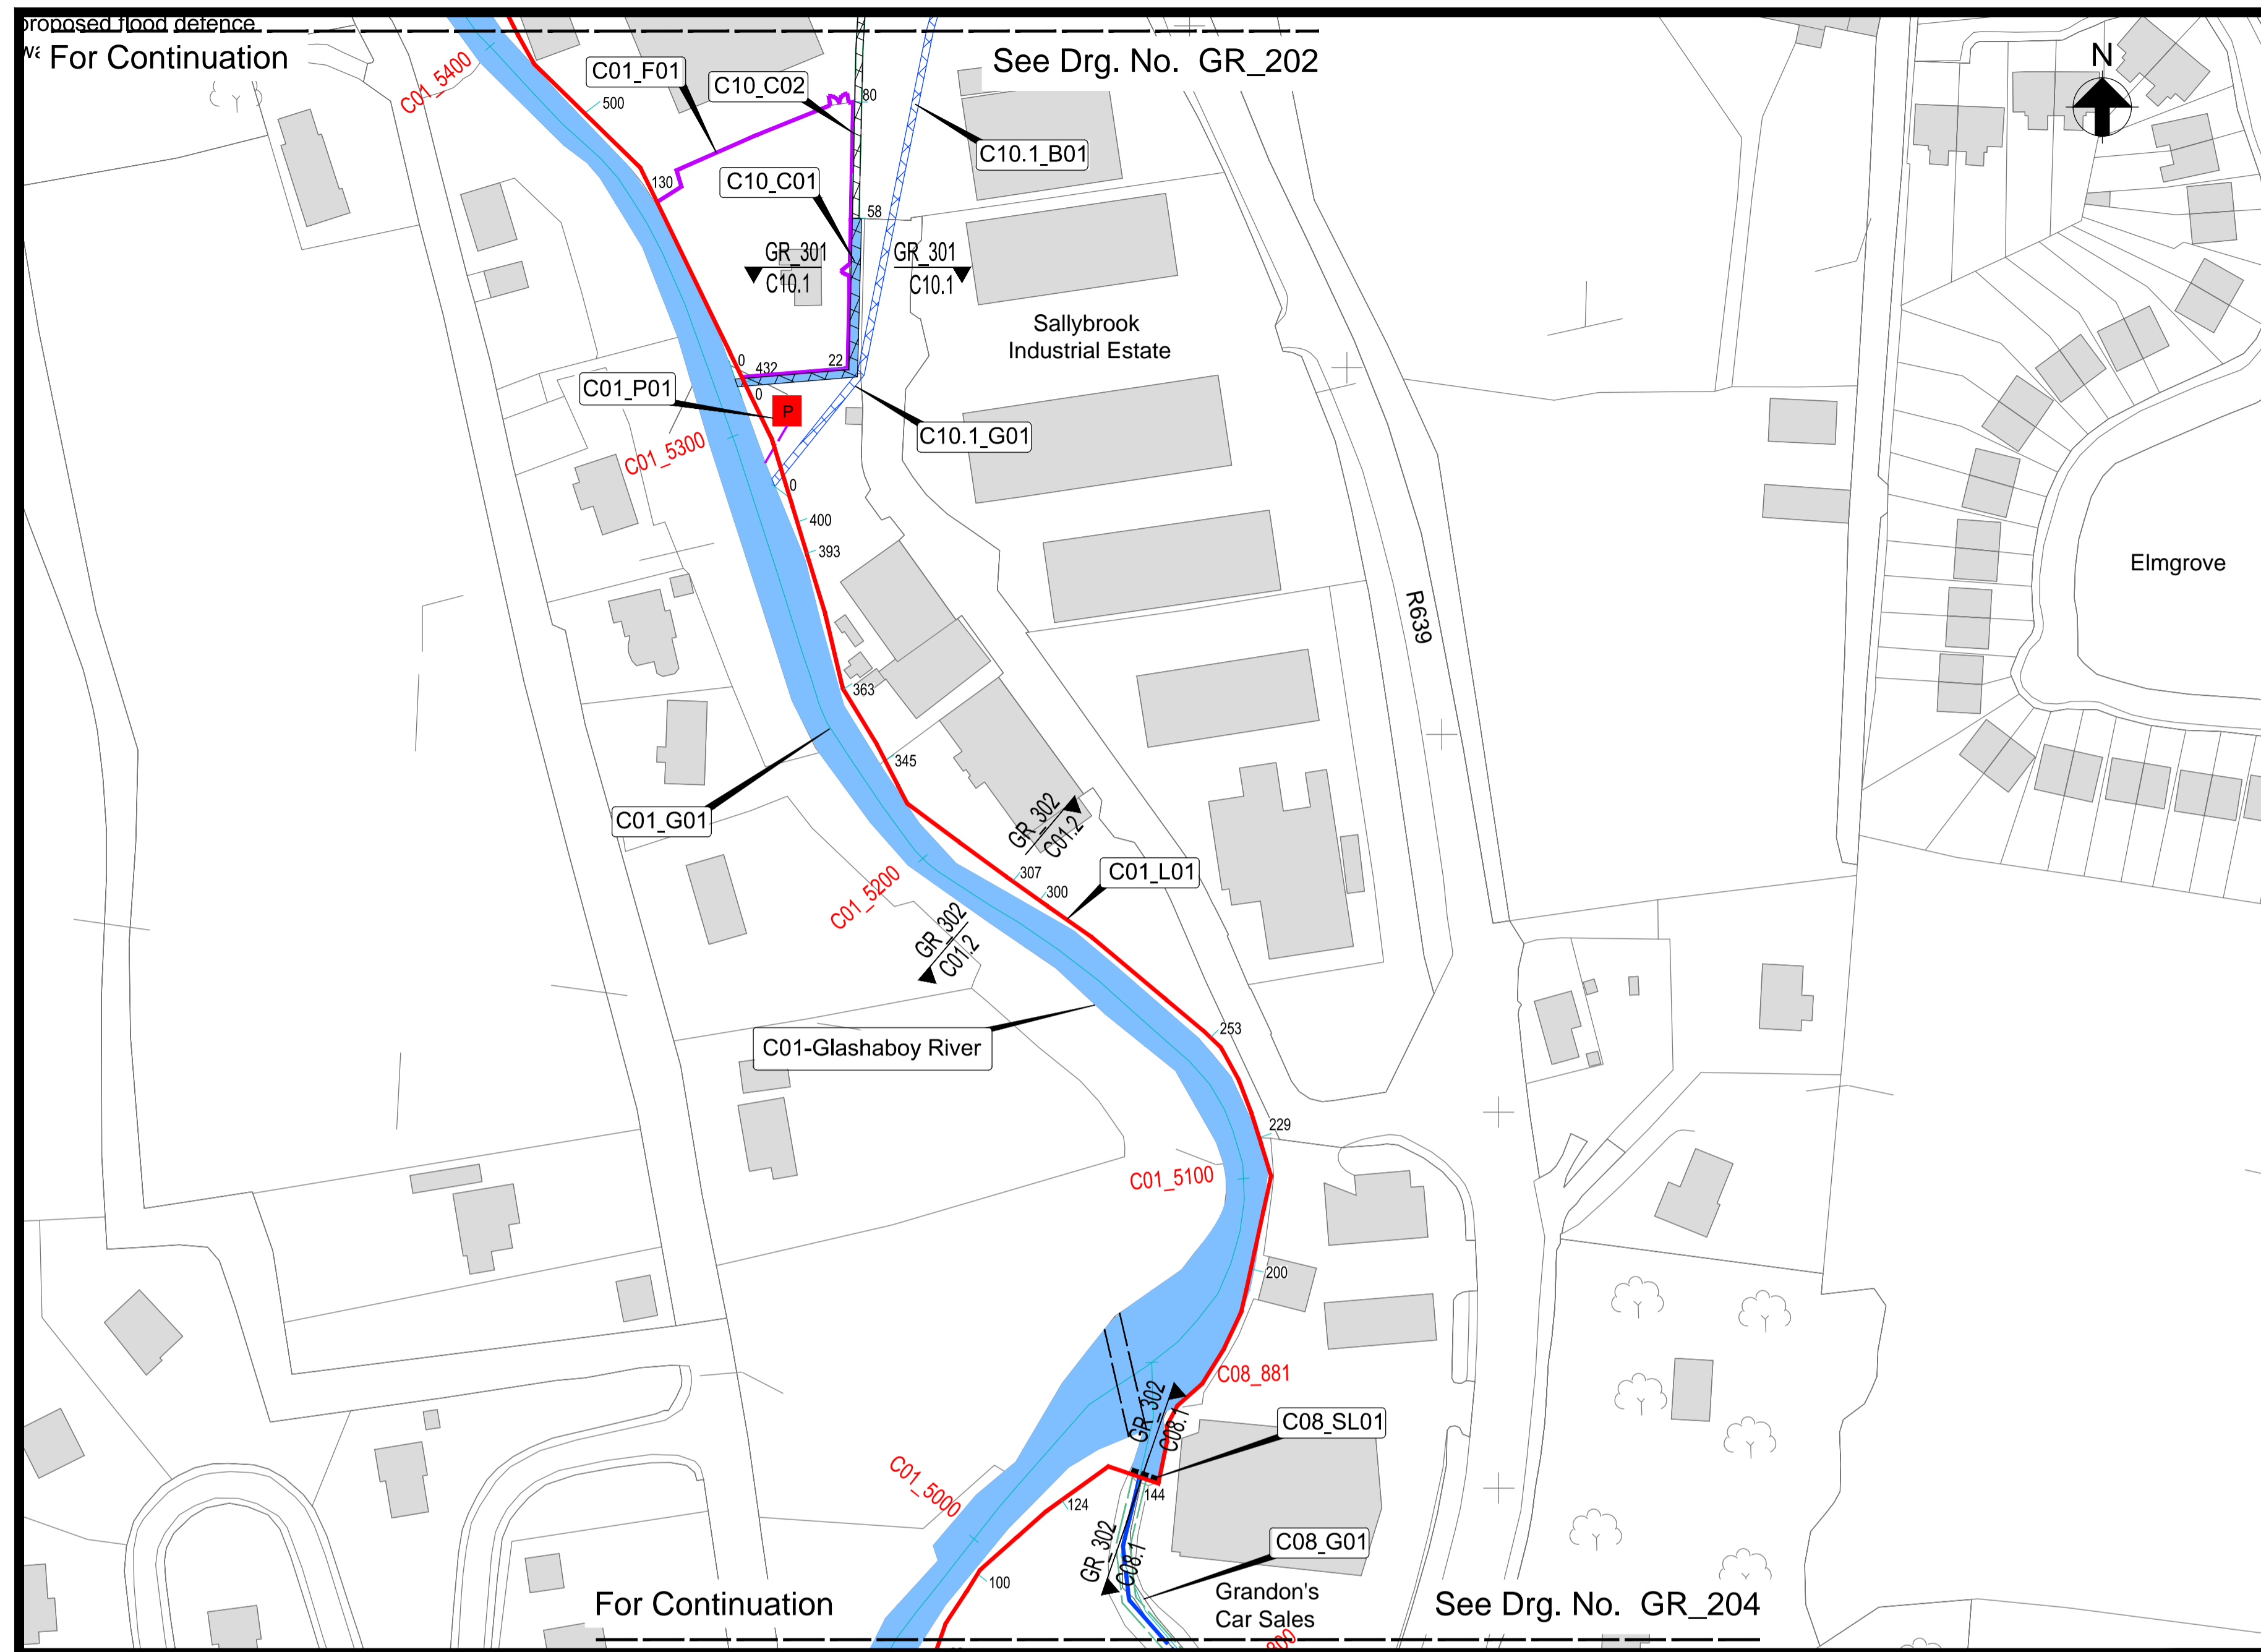 proposed flood defence
For Continuation
See Drg. No. GR_202
N
C01_5400
C01_F01
C10_C02
80
500
C10.1_B01
130
C10_C01
58
GR_301
C10.1
GR_301
C10.1
Sallybrook
Industrial Estate
0
432
22
C01_P01
0
P
C01_5300
C10.1_G01
0
400
393
Elmgrove
R639
363
345
C01_G01
GR_302
C01.2
307
300
C01_L01
C01_5200
GR_302
C01.2
253
C01-Glashaboy River
229
C01_5100
200
C08_881
GR_302
C08.1
C08_SL01
C01_5000
144
124
GR_302
C08.1
C08_G01
100
Grandon's
Car Sales
For Continuation
See Drg. No. GR_204